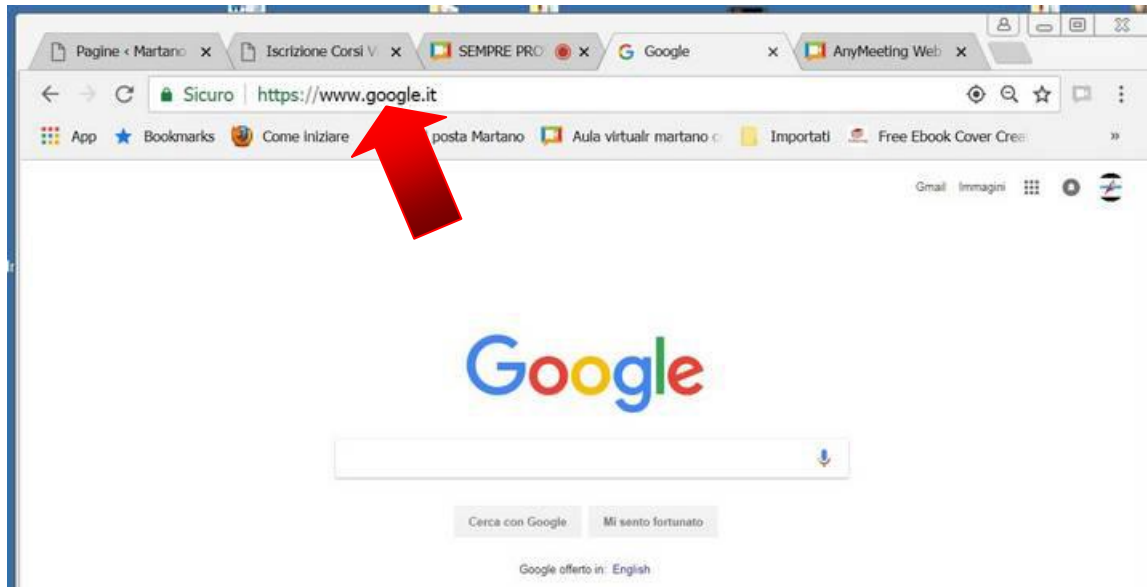 Pagine ‹ Martano
Iscrizione Corsi V
SEMPRE PRO
Google
AnyMeeting Web
Sicuro
https://www.google.it
App
Bookmarks
Come iniziare
posta Martano
Aula virtualr martano c
Importati
Free Ebook Cover Crea
»
Gmail
Immagini
Google
Cerca con Google
Mi sento fortunato
Google offerto in: English